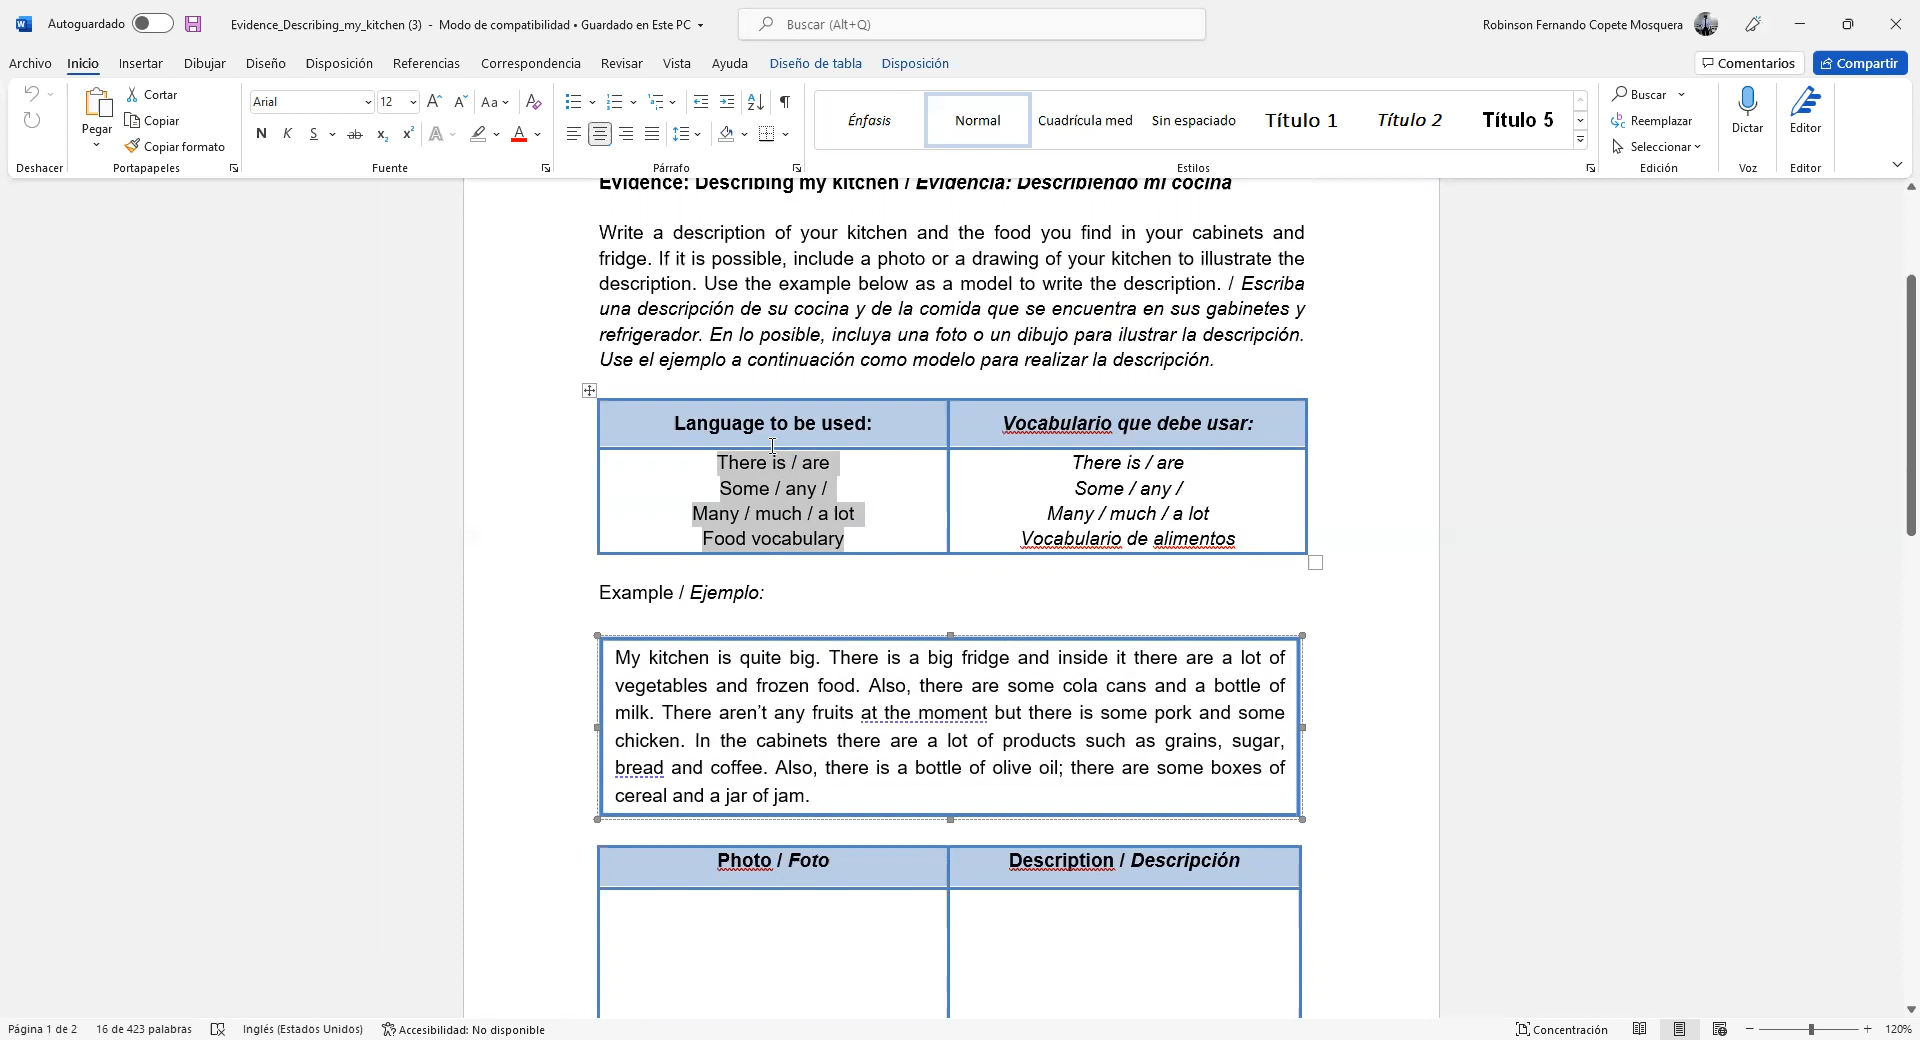 Autoguardado
Evidence_Describing_my_kitchen (3) - Modo de compatibilidad • Guardado en Este PC
Buscar (Alt+Q)
Robinson Fernando Copete Mosquera
Archivo Inicio Insertar Dibujar Diseño Disposición Referencias Correspondencia Revisar Vista Ayuda Diseño de tabla Disposición
Comentarios Compartir
Pegar
Cortar
Copiar
Copiar formato
Arial 12
Énfasis Normal Cuadrícula med Sin espaciado Título 1 Título 2 Título 5
Buscar
Reemplazar
Seleccionar
Dictar
Editor
Deshacer Portapapeles Fuente Párrafo Estilos Edición Voz Editor
Evidence: Describing my kitchen / Evidencia: Describiendo mi cocina
Write a description of your kitchen and the food you find in your cabinets and
fridge. If it is possible, include a photo or a drawing of your kitchen to illustrate the
description. Use the example below as a model to write the description. / Escriba
una descripción de su cocina y de la comida que se encuentra en sus gabinetes y
refrigerador. En lo posible, incluya una foto o un dibujo para ilustrar la descripción.
Use el ejemplo a continuación como modelo para realizar la descripción.
Language to be used:
There is / are
Some / any /
Many / much / a lot
Food vocabulary
Vocabulario que debe usar:
There is / are
Some / any /
Many / much / a lot
Vocabulario de alimentos
Example / Ejemplo:
My kitchen is quite big. There is a big fridge and inside it there are a lot of
vegetables and frozen food. Also, there are some cola cans and a bottle of
milk. There aren’t any fruits at the moment but there is some pork and some
chicken. In the cabinets there are a lot of products such as grains, sugar,
bread and coffee. Also, there is a bottle of olive oil; there are some boxes of
cereal and a jar of jam.
Photo / Foto
Description / Descripción
Página 1 de 2 16 de 423 palabras Inglés (Estados Unidos) Accesibilidad: No disponible
Concentración 120%